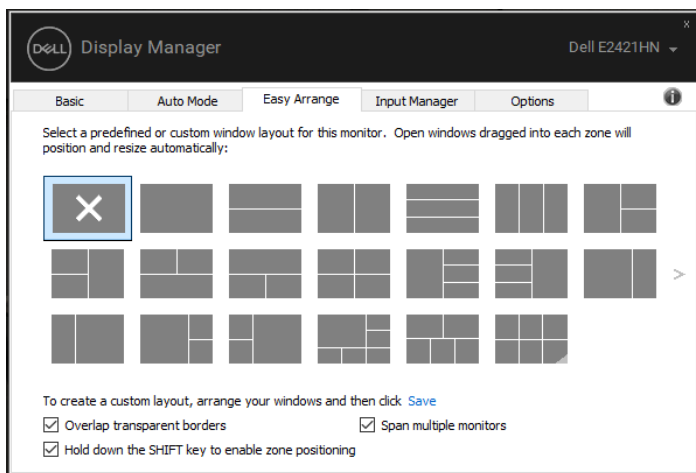 DELL Display Manager
Dell E2421HN
Basic Auto Mode Easy Arrange Input Manager Options
Select a predefined or custom window layout for this monitor. Open windows dragged into each zone will
position and resize automatically:
To create a custom layout, arrange your windows and then click Save
Overlap transparent borders Span multiple monitors
Hold down the SHIFT key to enable zone positioning